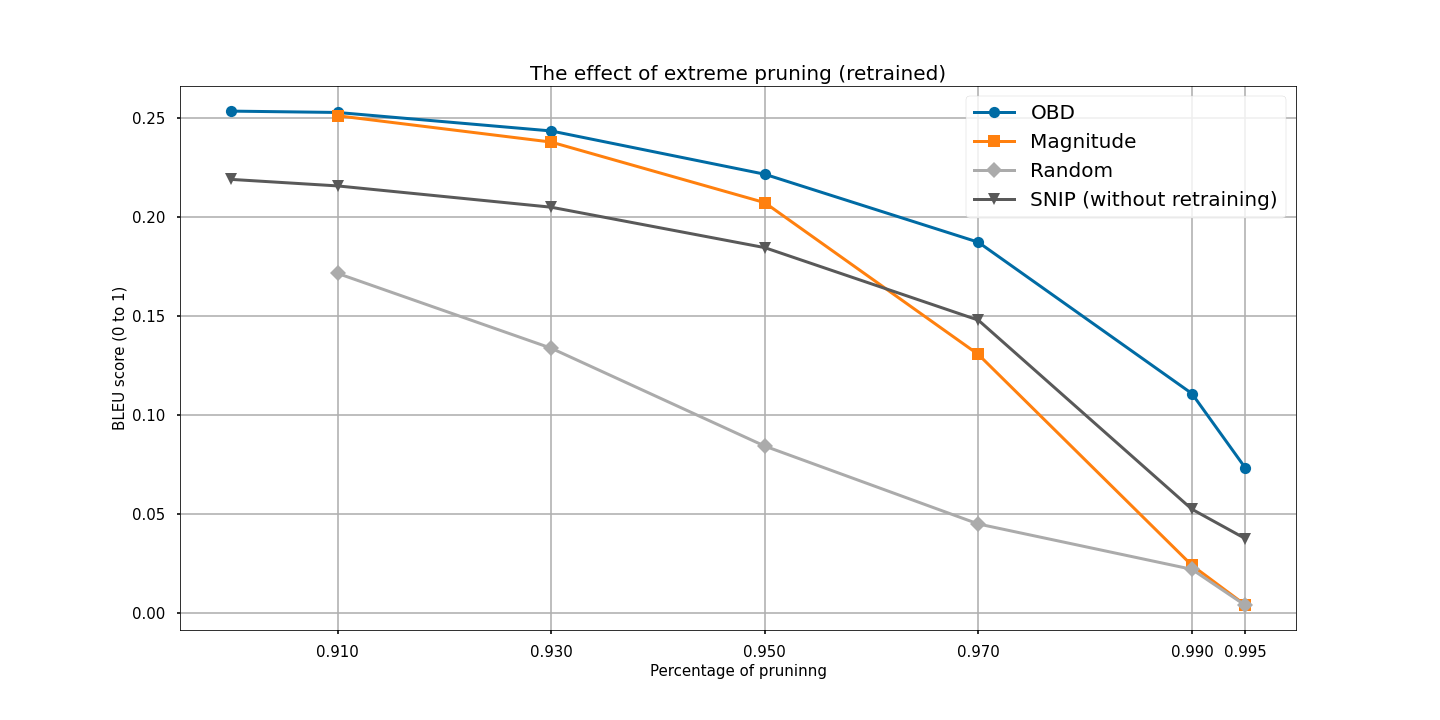 The effect of extreme pruning (retrained)
OBD
Magnitude
Random
SNIP (without retraining)
BLEU score (0 to 1)
0.25
0.20
0.15
0.10
0.05
0.00
0.910 0.930 0.950 0.970 0.990 0.995
Percentage of pruninng